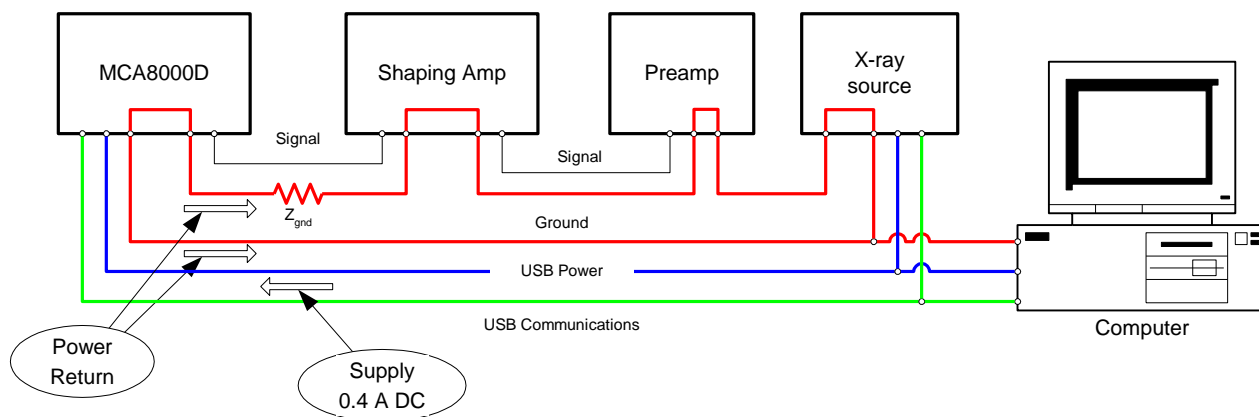 MCA8000D
Shaping Amp
Preamp
X-ray
source
Signal
Signal
Zgnd
Ground
USB Power
USB Communications
Computer
Power
Return
Supply
0.4 A DC